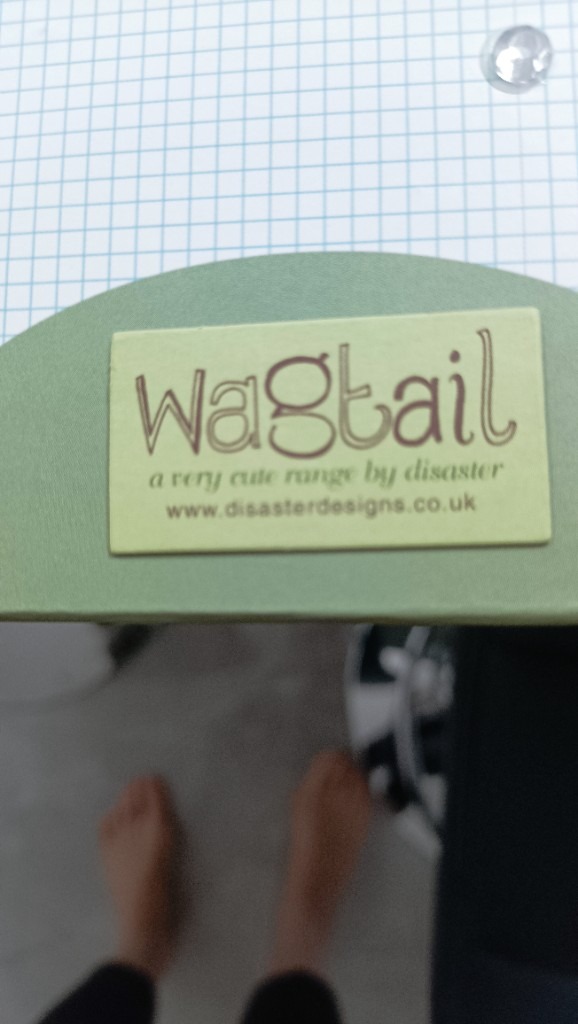 wagtail
a very cute range by disaster
www.disasterdesigns.co.uk